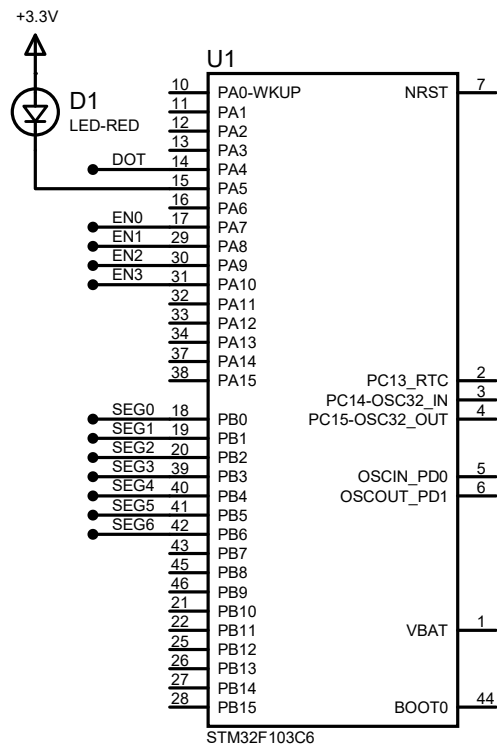 +3.3V
D1
LED-RED
U1
10 PA0-WKUP NRST 7
11 PA1
12 PA2
13 PA3
DOT 14 PA4
15 PA5
16 PA6
EN0 17 PA7
EN1 29 PA8
EN2 30 PA9
EN3 31 PA10
32 PA11
33 PA12
34 PA13
37 PA14
38 PA15 PC13_RTC 2
PC14-OSC32_IN 3
SEG0 18 PB0 PC15-OSC32_OUT 4
SEG1 19 PB1
SEG2 20 PB2
SEG3 39 PB3 OSCIN_PD0 5
SEG4 40 PB4 OSCOUT_PD1 6
SEG5 41 PB5
SEG6 42 PB6
43 PB7
45 PB8
46 PB9
21 PB10
22 PB11 VBAT 1
25 PB12
26 PB13
27 PB14
28 PB15 BOOT0 44
STM32F103C6